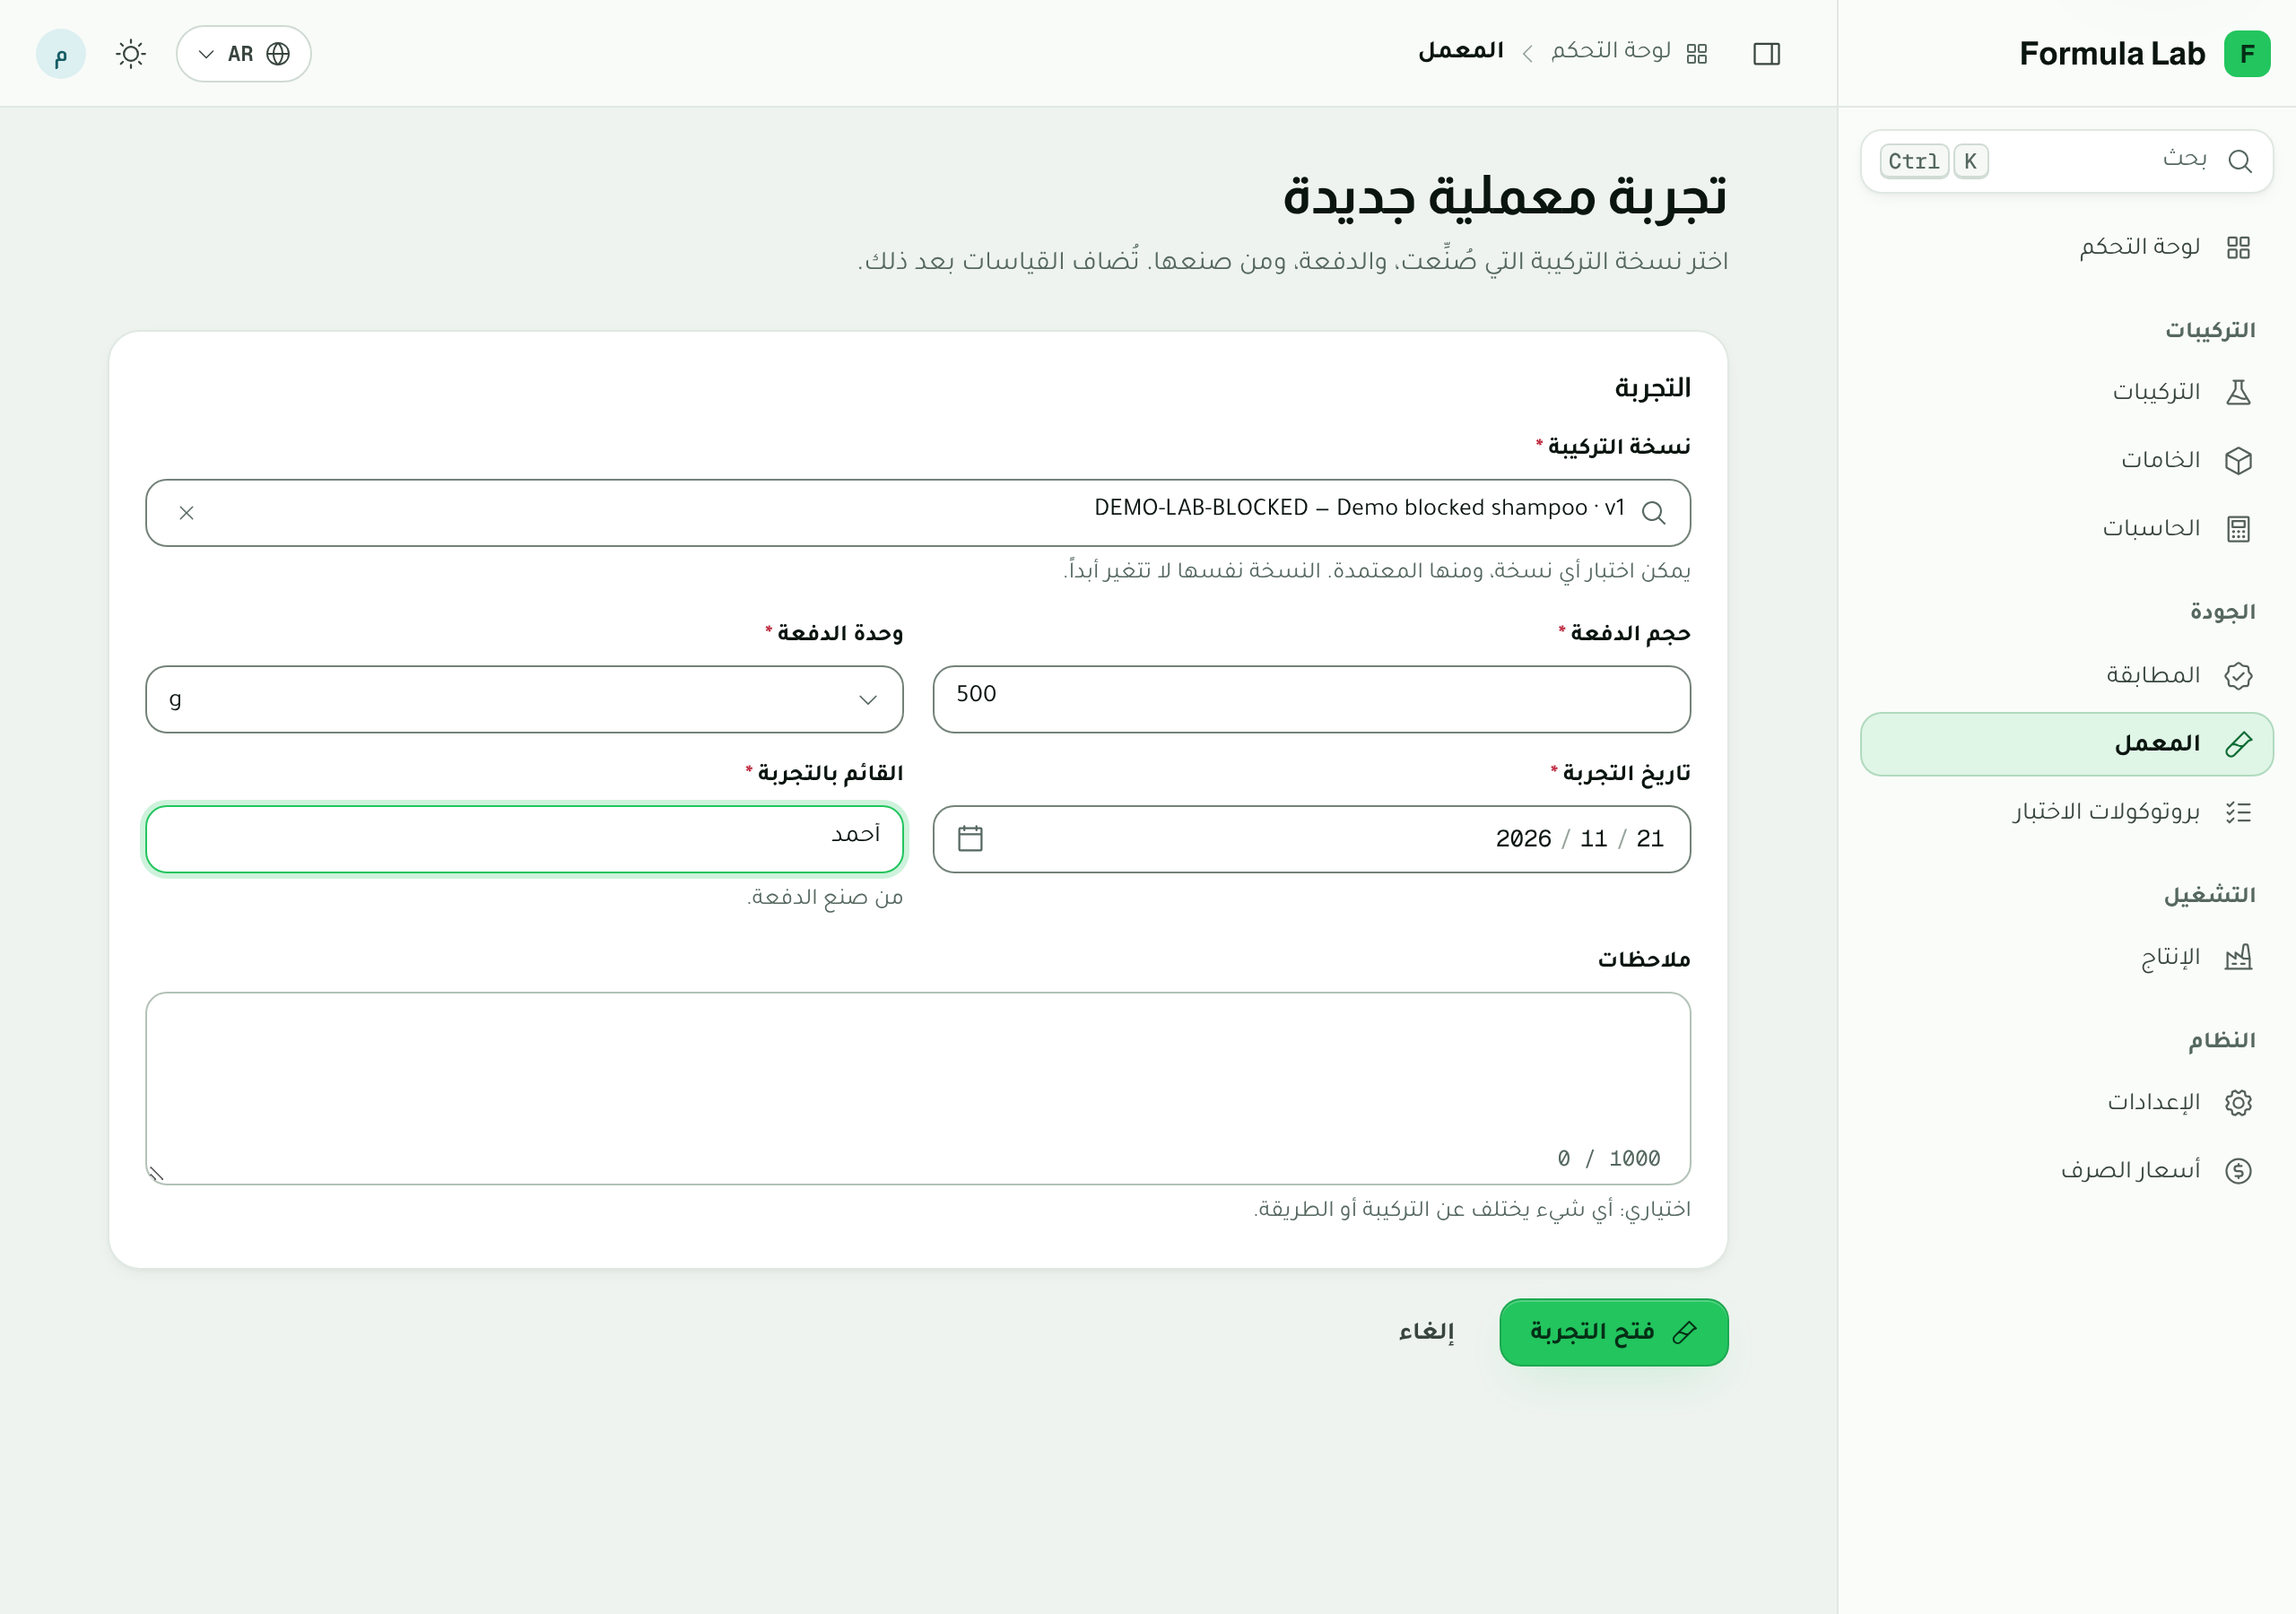 F Formula Lab
بحث
Ctrl K
لوحة التحكم
التركيبات
التركيبات
الخامات
الحاسبات
الجودة
المطابقة
المعمل
بروتوكولات الاختبار
التشغيل
الإنتاج
النظام
الإعدادات
أسعار الصرف
لوحة التحكم
المعمل
AR
م
تجربة معملية جديدة
اختر نسخة التركيبة التي صُنِّعت، والدفعة، ومن صنعها. تُضاف القياسات بعد ذلك.
التجربة
نسخة التركيبة *
DEMO-LAB-BLOCKED – Demo blocked shampoo · v1
يمكن اختبار أي نسخة، ومنها المعتمدة. النسخة نفسها لا تتغير أبداً.
حجم الدفعة *
500
وحدة الدفعة *
g
تاريخ التجربة *
21 / 11 / 2026
القائم بالتجربة *
آحمد
من صنع الدفعة.
ملاحظات
0 / 1000
اختياري: أي شيء يختلف عن التركيبة أو الطريقة.
فتح التجربة
إلغاء